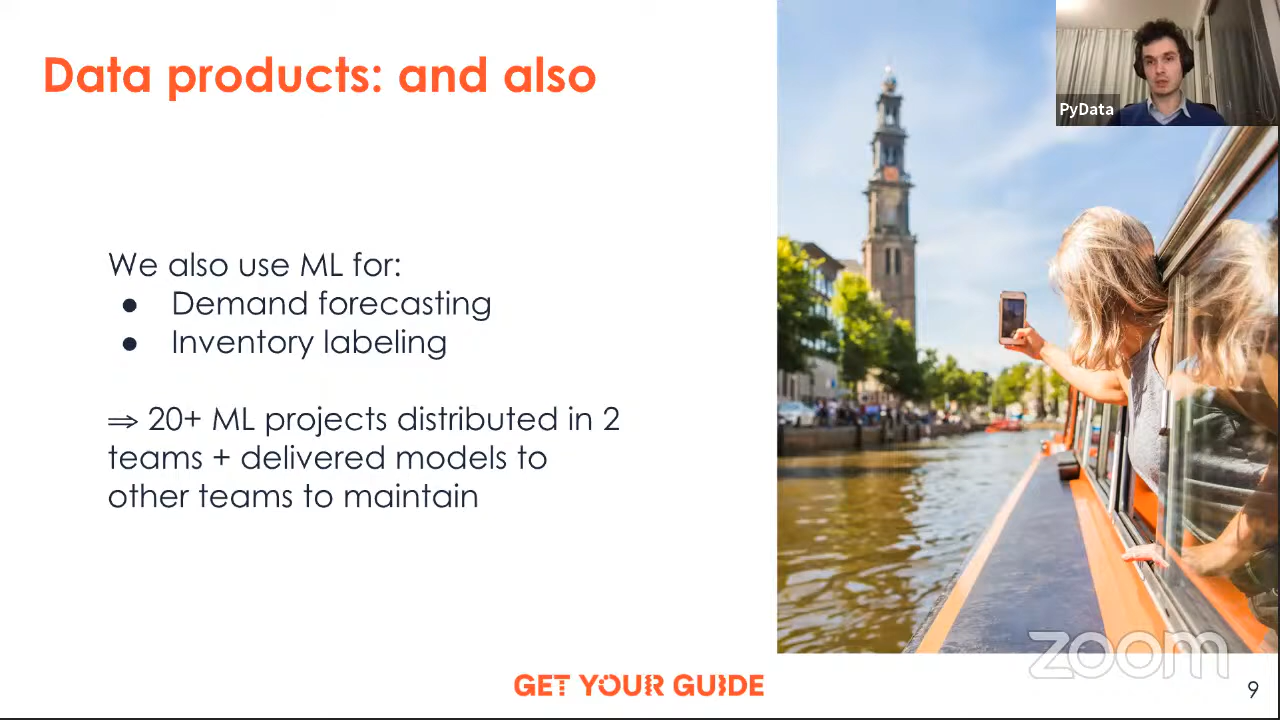 Data products: and also
PyData
We also use ML for:
● Demand forecasting
● Inventory labeling
⇒ 20+ ML projects distributed in 2
teams + delivered models to
other teams to maintain
zoom
GET YOUR GUIDE
9